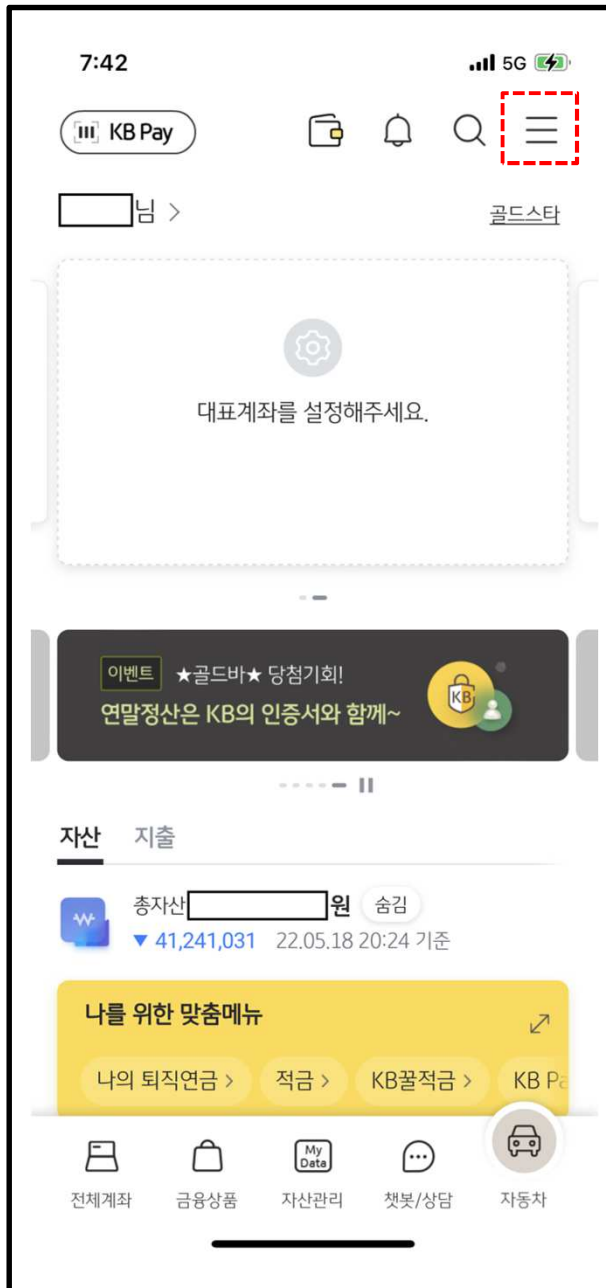 7:42 5G
KB Pay
님 >
골드스타
대표계좌를 설정해주세요.
이벤트 ★골드바★ 당첨기회!
연말정산은 KB의 인증서와 함께~
KB
자산 지출
총자산 원 숨김
▼ 41,241,031 22.05.18 20:24 기준
나를 위한 맞춤메뉴
나의 퇴직연금 > 적금 > KB꿀적금 > KB Pa
My
Data
전체계좌 금융상품 자산관리 챗봇/상담 자동차